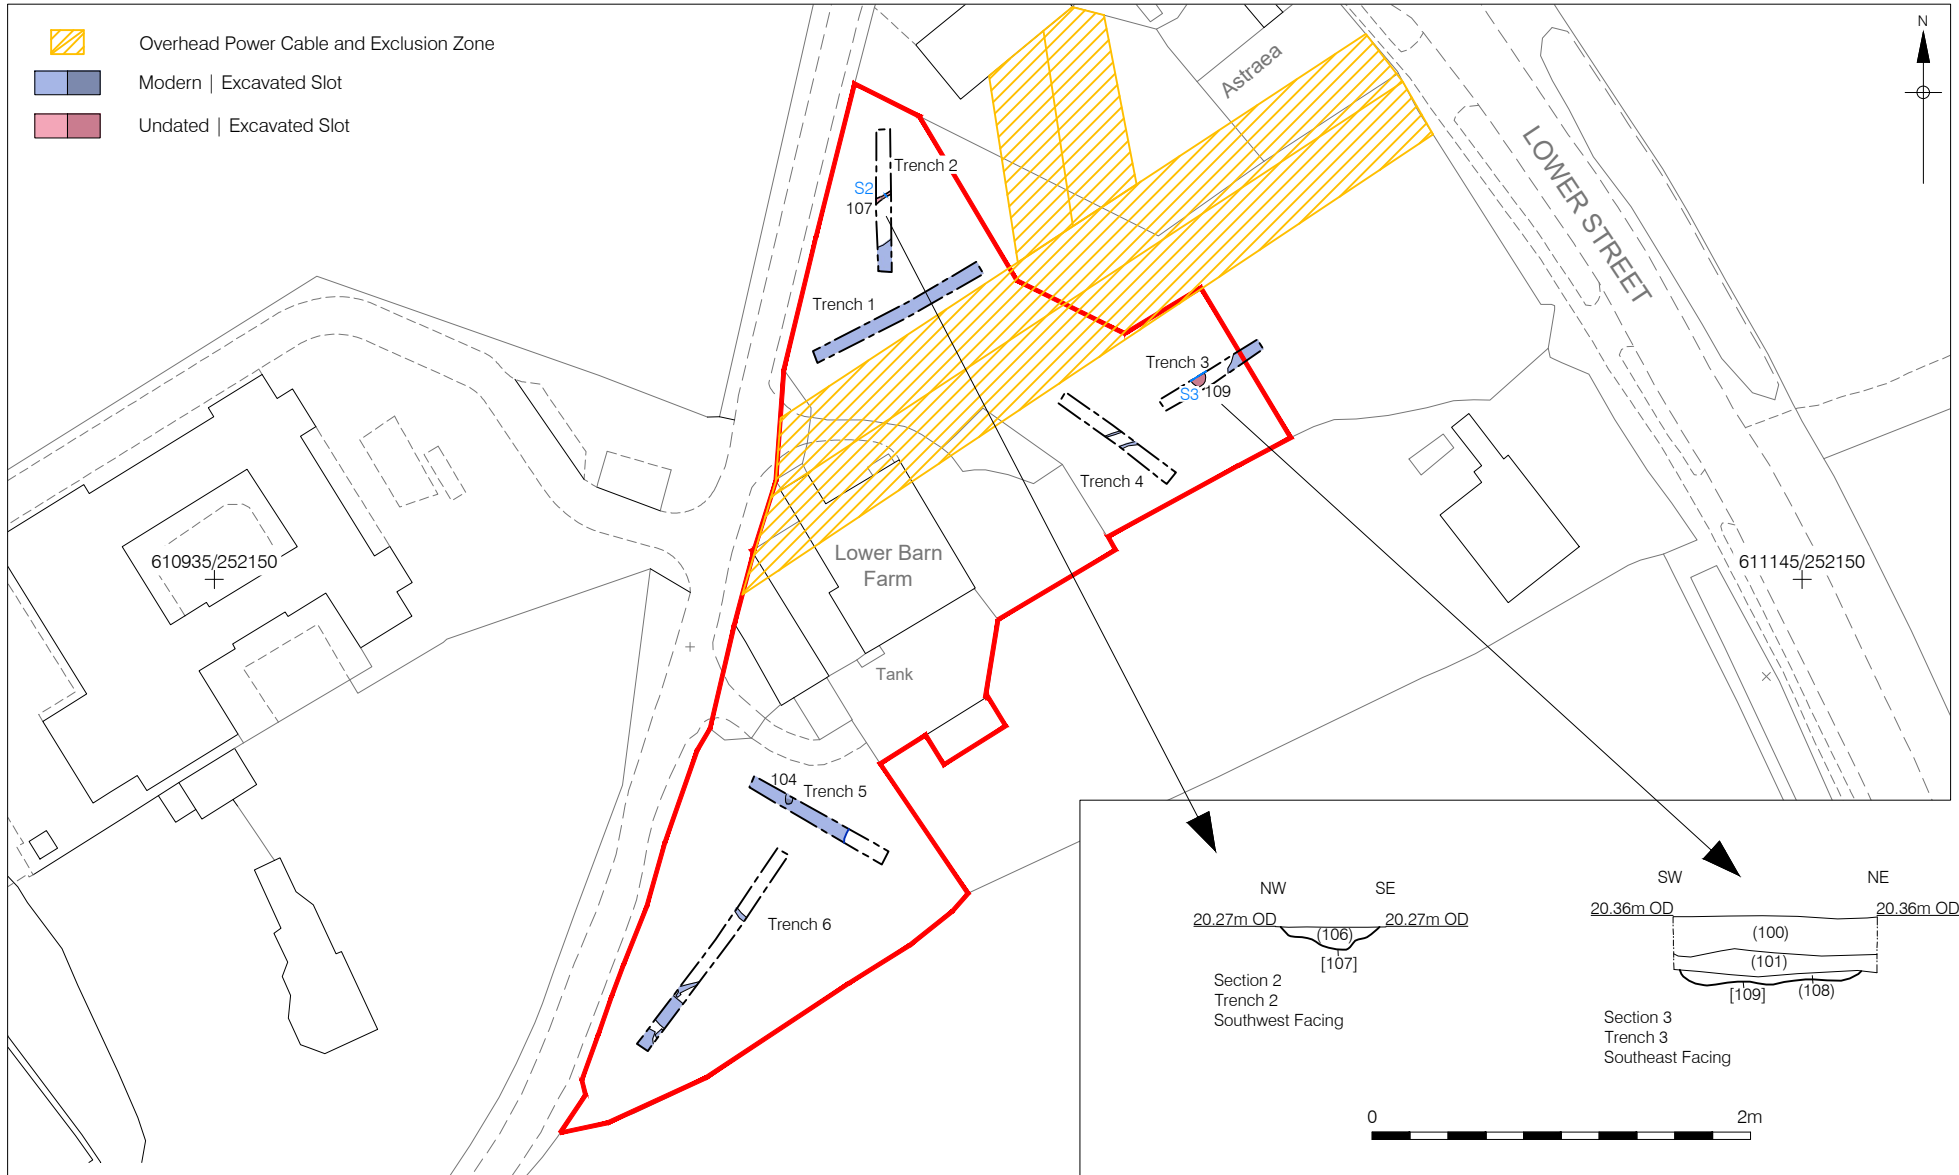 Overhead Power Cable and Exclusion Zone
Modern | Excavated Slot
Undated | Excavated Slot
N
Astraea
LOWER STREET
Trench 2
S2
107
Trench 1
Trench 3
S3 109
Trench 4
610935/252150
Lower Barn
Farm
611145/252150
Tank
104
Trench 5
Trench 6
NW
SE
20.27m OD
20.27m OD
(106)
[107]
Section 2
Trench 2
Southwest Facing
SW
NE
20.36m OD
20.36m OD
(100)
(101)
[109]
(108)
Section 3
Trench 3
Southeast Facing
0
2m